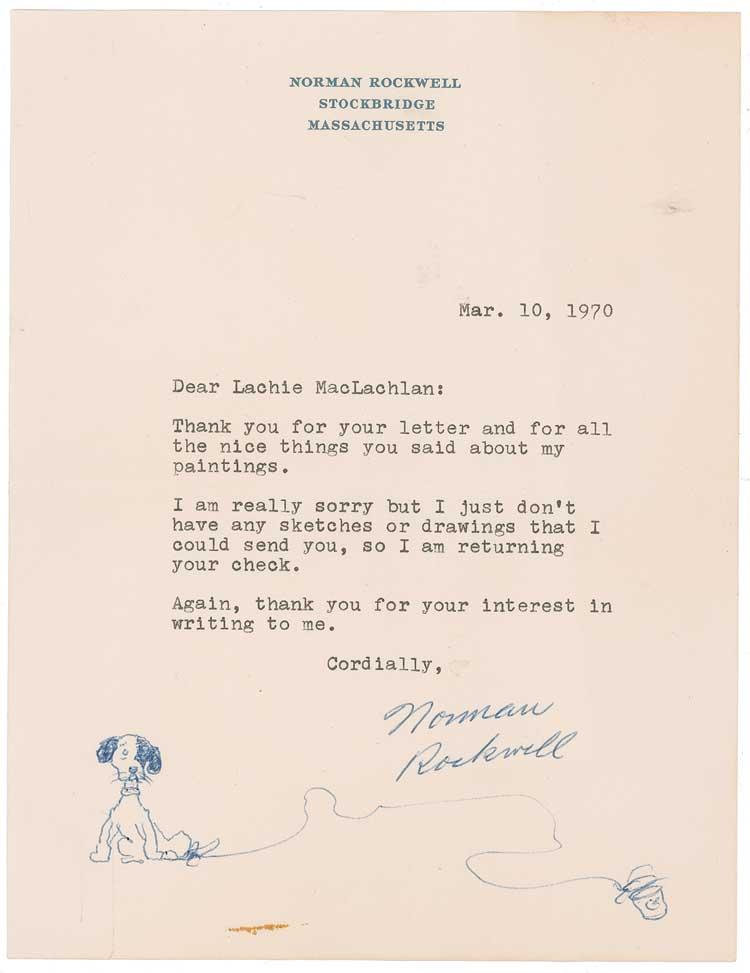 NORMAN ROCKWELL
STOCKBRIDGE
MASSACHUSETTS
Mar. 10, 1970
Dear Lachie MacLachlan:
Thank you for your letter and for all
the nice things you said about my
paintings.
I am really sorry but I just don't
have any sketches or drawings that I
could send you, so I am returning
your check.
Again, thank you for your interest in
writing to me.
Cordially,
Norman
Rockwell